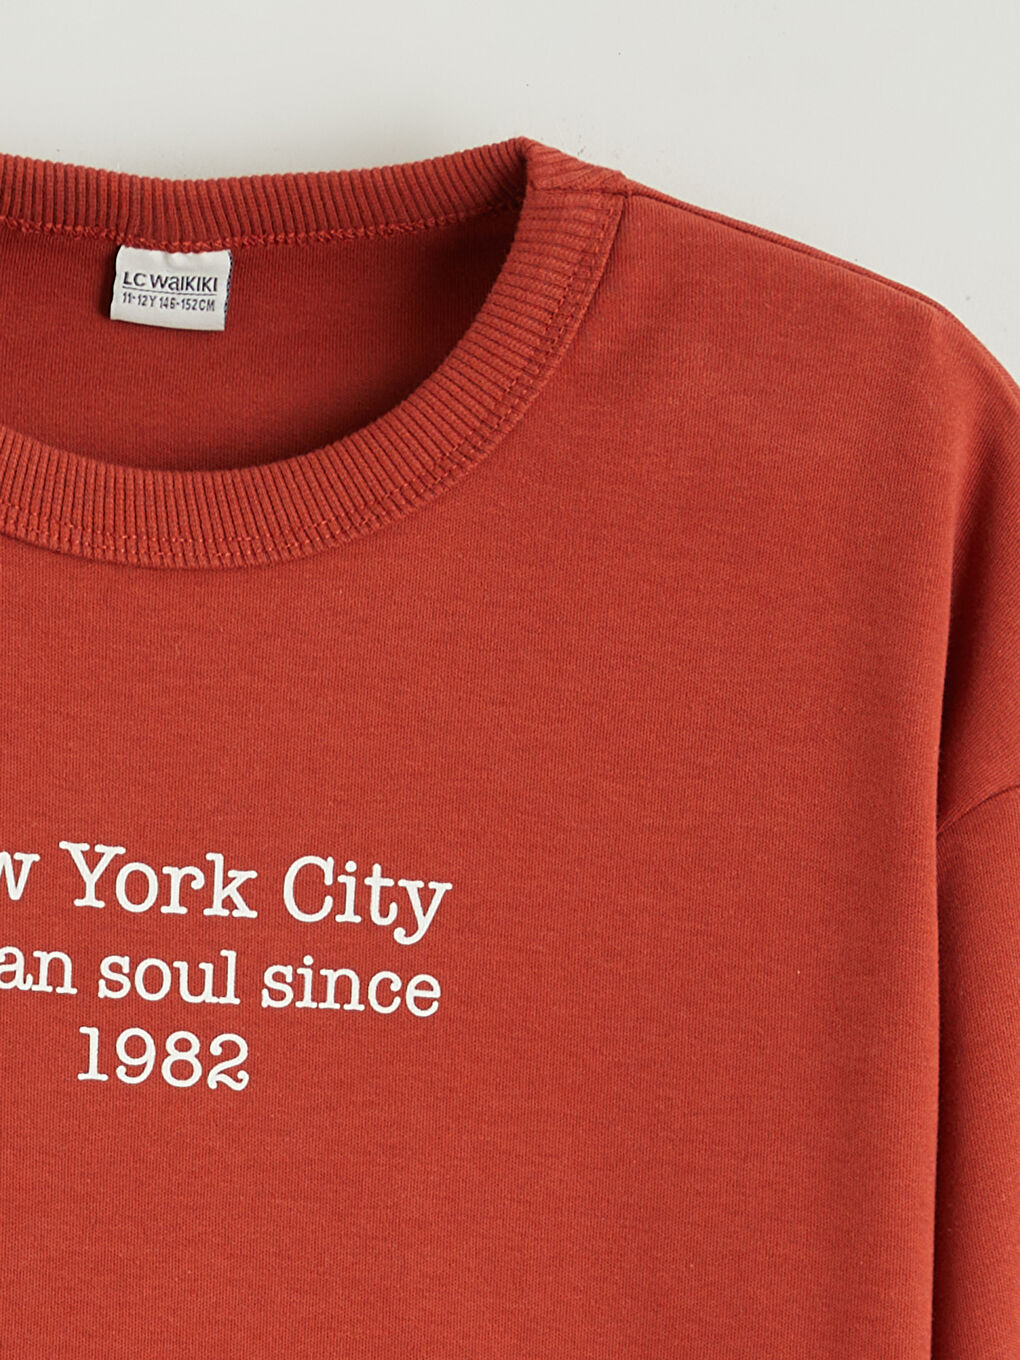 LC WAIKIKI
11-12Y 146-152CM
w York City
an soul since
1982